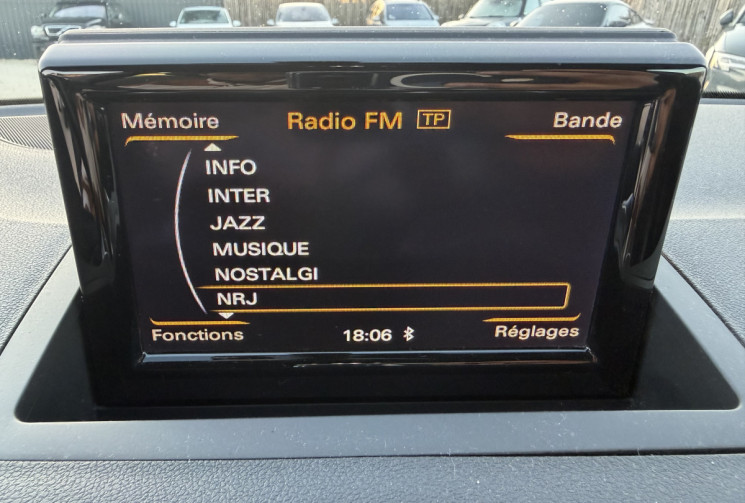 Mémoire Radio FM TP Bande
INFO
INTER
JAZZ
MUSIQUE
NOSTALGI
NRJ
Fonctions 18:06 Réglages